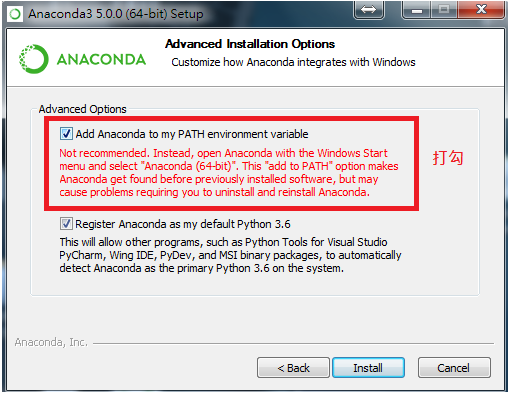 Anaconda3 5.0.0 (64-bit) Setup
ANACONDA
Advanced Installation Options
Customize how Anaconda integrates with Windows
Advanced Options
Add Anaconda to my PATH environment variable
Not recommended. Instead, open Anaconda with the Windows Start
menu and select "Anaconda (64-bit)". This "add to PATH" option makes
Anaconda get found before previously installed software, but may
cause problems requiring you to uninstall and reinstall Anaconda.
打勾
Register Anaconda as my default Python 3.6
This will allow other programs, such as Python Tools for Visual Studio
PyCharm, Wing IDE, PyDev, and MSI binary packages, to automatically
detect Anaconda as the primary Python 3.6 on the system.
Anaconda, Inc.
< Back
Install
Cancel